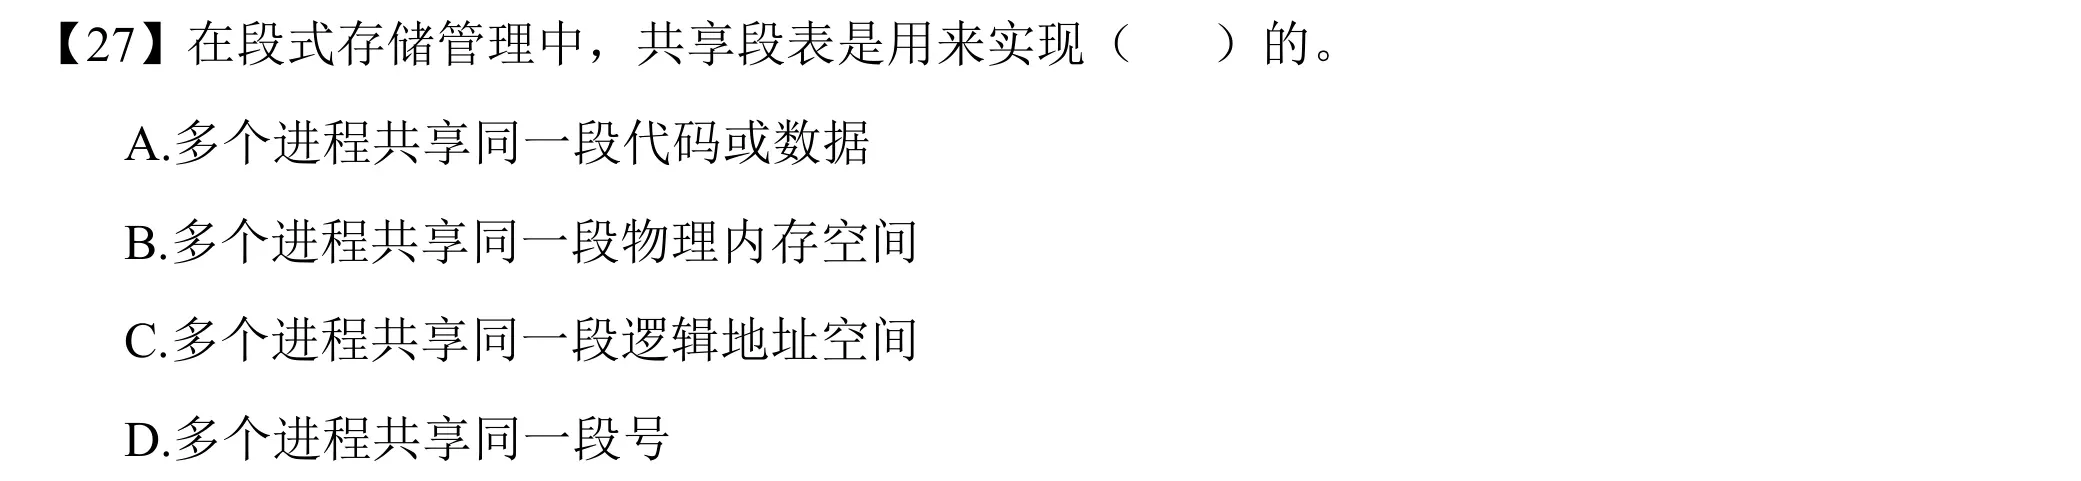 【27】在段式存储管理中，共享段表是用来实现（　　）的。
A.多个进程共享同一段代码或数据
B.多个进程共享同一段物理内存空间
C.多个进程共享同一段逻辑地址空间
D.多个进程共享同一段号